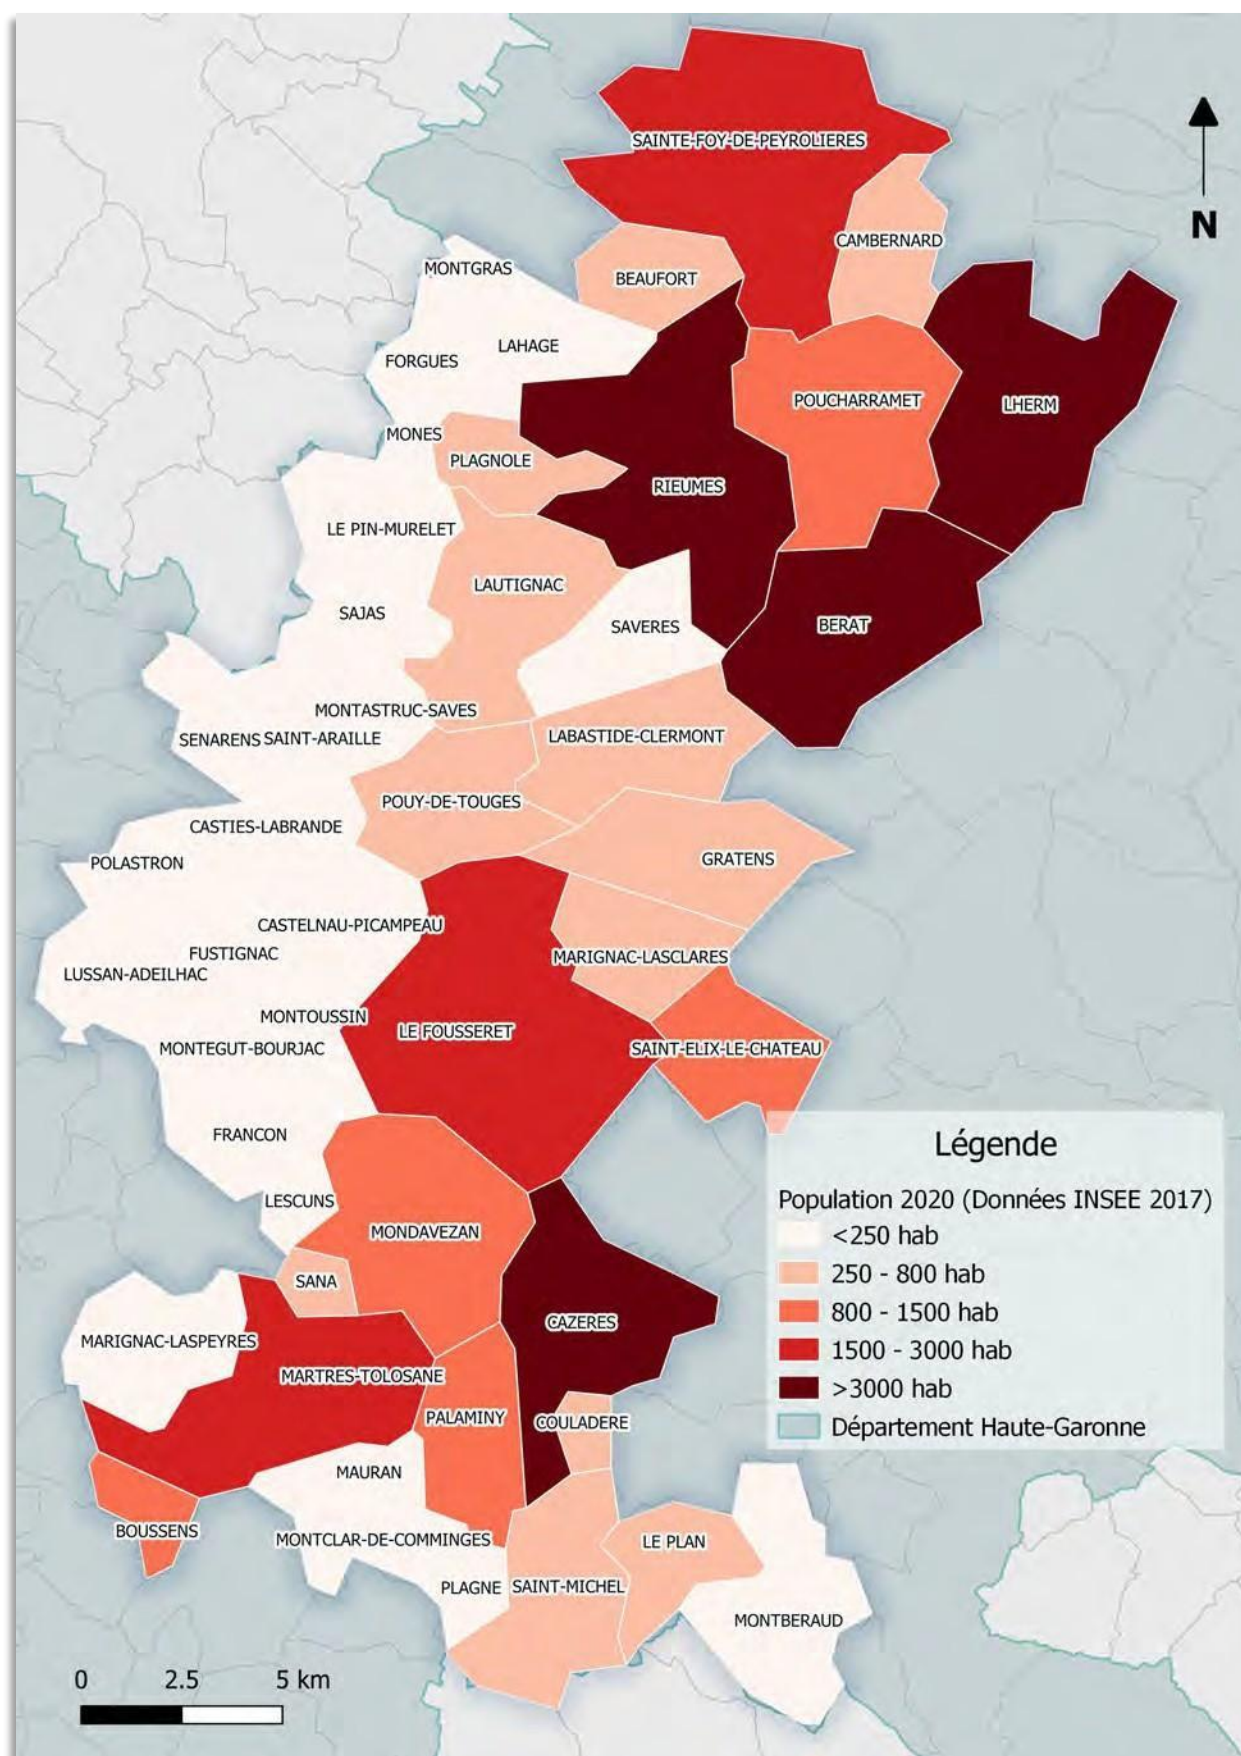 SAINTE-FOY-DE-PEYROLIERES
N
CAMBERNARD
MONTGRAS
BEAUFORT
LAHAGE
FORGUES
POUCHARRAMET
LHERM
MONES
PLAGNOLE
RIEUMES
LE PIN-MURELET
LAUTIGNAC
SAJAS
SAVERES
BERAT
MONTASTRUC-SAVES
SENARENS
SAINT-ARAILLE
LABASTIDE-CLERMONT
POUY-DE-TOUGES
CASTIES-LABRANDE
POLASTRON
GRATENS
CASTELNAU-PICAMPEAU
FUSTIGNAC
MARIGNAC-LASCLARES
LUSSAN-ADEILHAC
MONTOUSSIN
LE FOUSSERET
MONTEGUT-BOURJAC
SAINT-ELIX-LE-CHATEAU
FRANCON
LESCUNS
MONDAVEZAN
SANA
CAZERES
MARIGNAC-LASPEYRES
MARTRES-TOLOSANE
PALAMINY
COULADERE
MAURAN
BOUSSENS
MONTCLAR-DE-COMMINGES
LE PLAN
PLAGNE
SAINT-MICHEL
MONTBERAUD
Légende
Population 2020 (Données INSEE 2017)
<250 hab
250 - 800 hab
800 - 1500 hab
1500 - 3000 hab
>3000 hab
Département Haute-Garonne
0 2.5 5 km